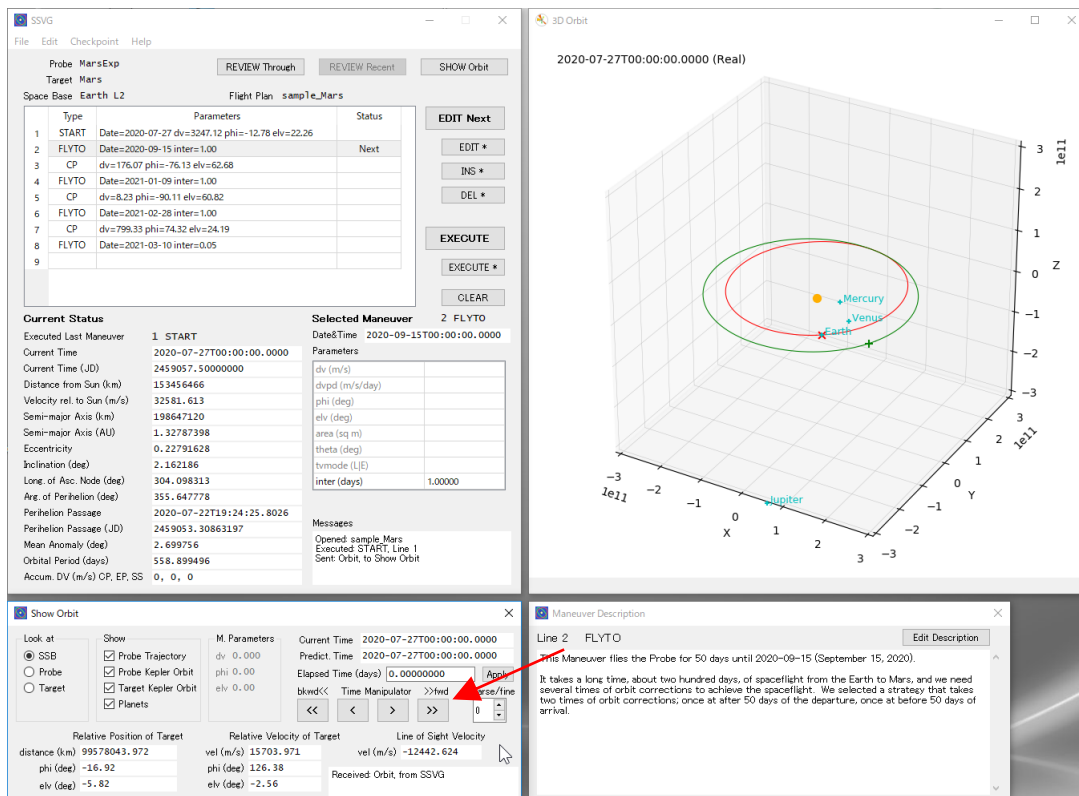 SSVG
File Edit Checkpoint Help
Probe MarsExp
REVIEW Through REVIEW Recent SHOW Orbit
Target Mars
Space Base Earth L2 Flight Plan sample_Mars
Type Parameters Status
1 START Date=2020-07-27 dv=3247.12 phi=-12.78 elv=22.26
2 FLYTO Date=2020-09-15 inter=1.00 Next
3 CP dv=176.07 phi=-76.13 elv=62.68
4 FLYTO Date=2021-01-09 inter=1.00
5 CP dv=8.23 phi=-90.11 elv=60.82
6 FLYTO Date=2021-02-28 inter=1.00
7 CP dv=799.33 phi=74.32 elv=24.19
8 FLYTO Date=2021-03-10 inter=0.05
9
EDIT Next
EDIT *
INS *
DEL *
EXECUTE
EXECUTE *
CLEAR
Current Status
Executed Last Maneuver 1 START
Current Time 2020-07-27T00:00:00.0000
Current Time (JD) 2459057.50000000
Distance from Sun (km) 153456466
Velocity rel. to Sun (m/s) 32581.613
Semi-major Axis (km) 198647120
Semi-major Axis (AU) 1.32787398
Eccentricity 0.22791628
Inclination (deg) 2.162186
Long. of Asc. Node (deg) 304.098313
Arg. of Perihelion (deg) 355.647778
Perihelion Passage 2020-07-22T19:24:25.8026
Perihelion Passage (JD) 2459053.30863197
Mean Anomaly (deg) 2.699756
Orbital Period (days) 558.899496
Accum. DV (m/s) CP, EP, SS 0, 0, 0
Selected Maneuver 2 FLYTO
Date&Time 2020-09-15T00:00:00.0000
Parameters
dv (m/s)
dvpd (m/s/day)
phi (deg)
elv (deg)
area (sq m)
theta (deg)
tvmode (L|E)
inter (days) 1.00000
Messages
Opened: sample_Mars
Executed: START, Line 1
Sent: Orbit, to Show Orbit
3D Orbit
2020-07-27T00:00:00.0000 (Real)
Mercury
Venus
Earth
Jupiter
−3 −2 −1 0 1 2 3
1e11
X
−3 −2 −1 0 1 2 3
1e11
Y
3 2 1 0 −1 −2 −3
1e11
Z
Show Orbit
Look at
SSB
Probe
Target
Show
Probe Trajectory
Probe Kepler Orbit
Target Kepler Orbit
Planets
M. Parameters
dv 0.000
phi 0.00
elv 0.00
Current Time 2020-07-27T00:00:00.0000
Predict. Time 2020-07-27T00:00:00.0000
Elapsed Time (days) 0.00000000 Apply
bkwd<< Time Manipulator >>fwd
<< < > >> 0
Relative Position of Target
distance (km) 99578043.972
phi (deg) -16.92
elv (deg) -5.82
Relative Velocity of Target
vel (m/s) 15703.971
phi (deg) 126.38
elv (deg) -2.56
Line of Sight Velocity
vel (m/s) -12442.624
Received: Orbit, from SSVG
Maneuver Description
Line 2 FLYTO Edit Description
This Maneuver flies the Probe for 50 days until 2020-09-15 (September 15, 2020).
It takes a long time, about two hundred days, of spaceflight from the Earth to Mars, and we need
several times of orbit corrections to achieve the spaceflight. We selected a strategy that takes
two times of orbit corrections; once at after 50 days of the departure, once at before 50 days of
arrival.